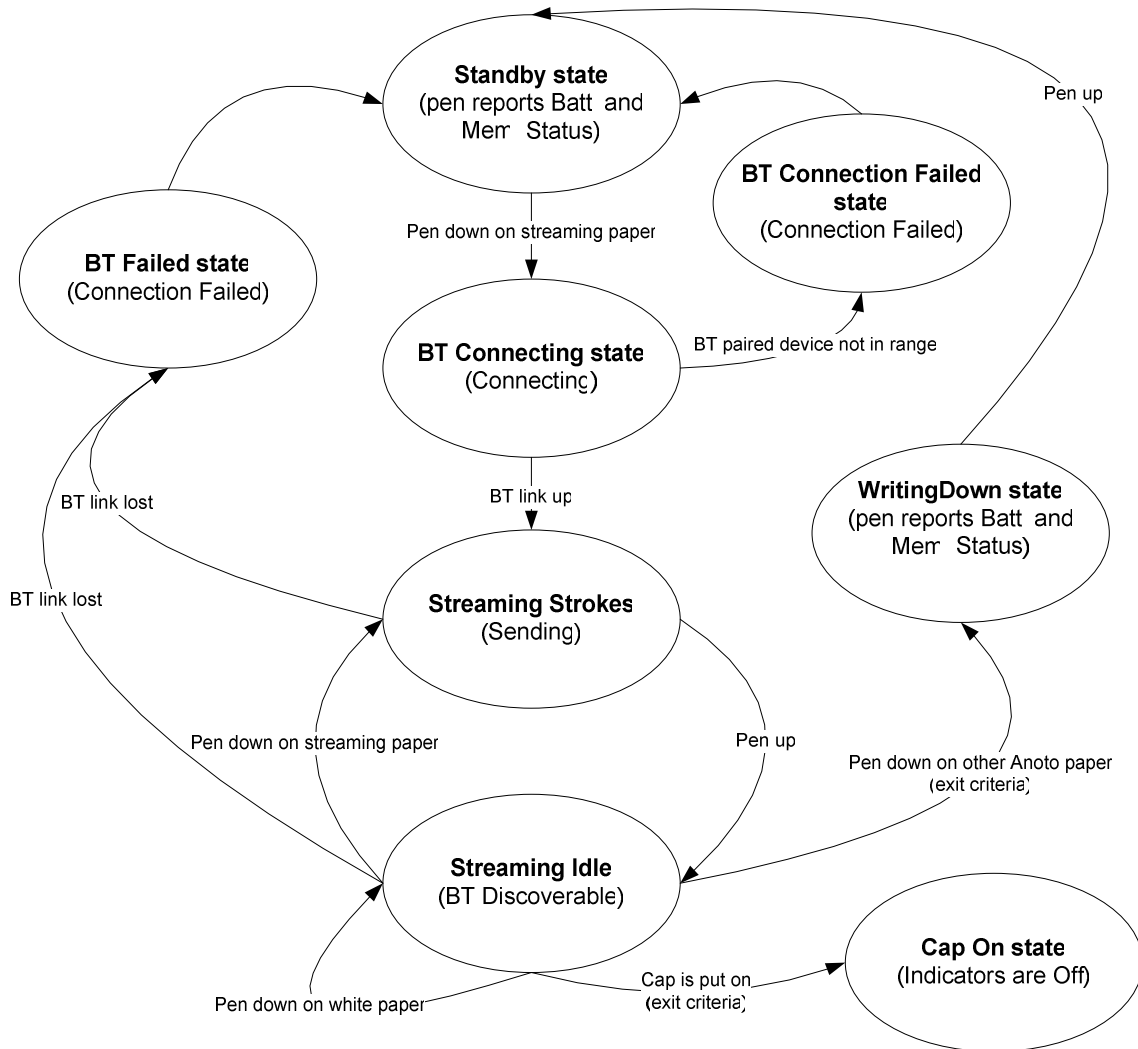 Standby state
(pen reports Batt and
Mem Status)
Pen up
BT Connection Failed
state
(Connection Failed)
Pen down on streaming paper
BT Failed state
(Connection Failed)
BT Connecting state
(Connecting)
BT paired device not in range
BT link up
BT link lost
WritingDown state
(pen reports Batt and
Mem Status)
BT link lost
Streaming Strokes
(Sending)
Pen down on streaming paper
Pen up
Pen down on other Anoto paper
(exit criteria)
Streaming Idle
(BT Discoverable)
Cap On state
(Indicators are Off)
Cap is put on
(exit criteria)
Pen down on white paper